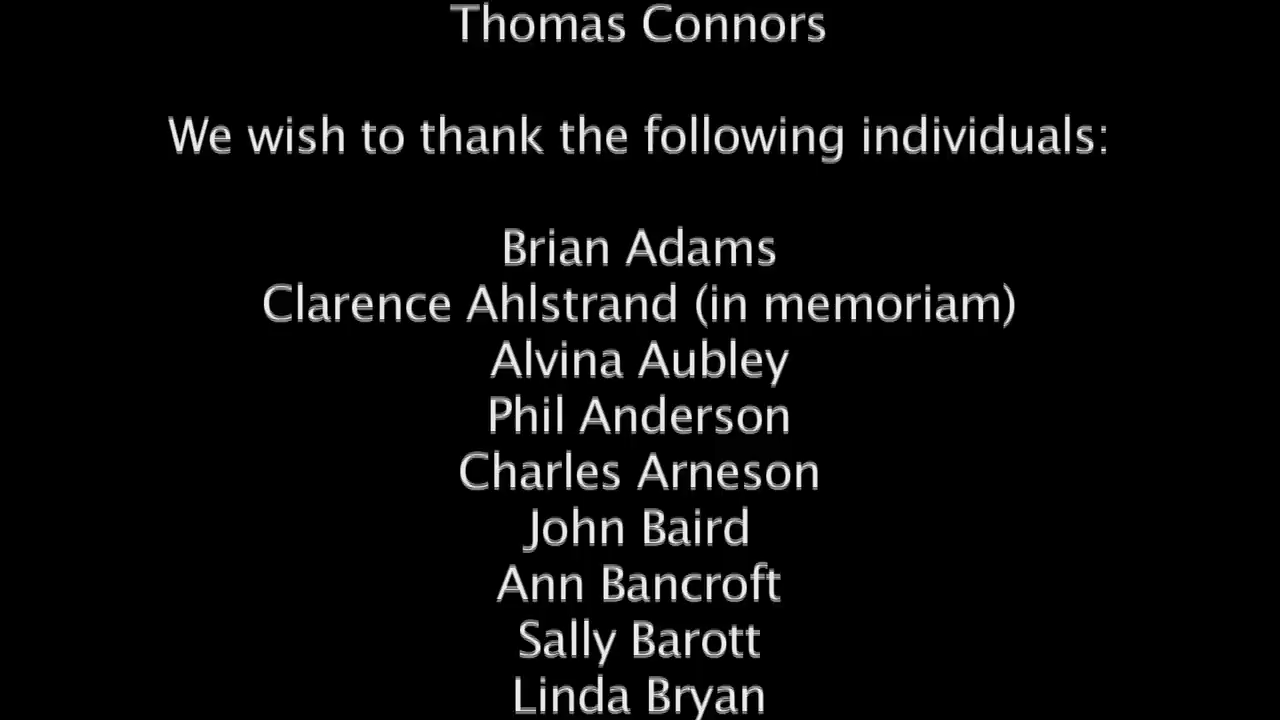 Thomas Connors
We wish to thank the following individuals:
Brian Adams
Clarence Ahlstrand (in memoriam)
Alvina Aubley
Phil Anderson
Charles Arneson
John Baird
Ann Bancroft
Sally Barott
Linda Bryan